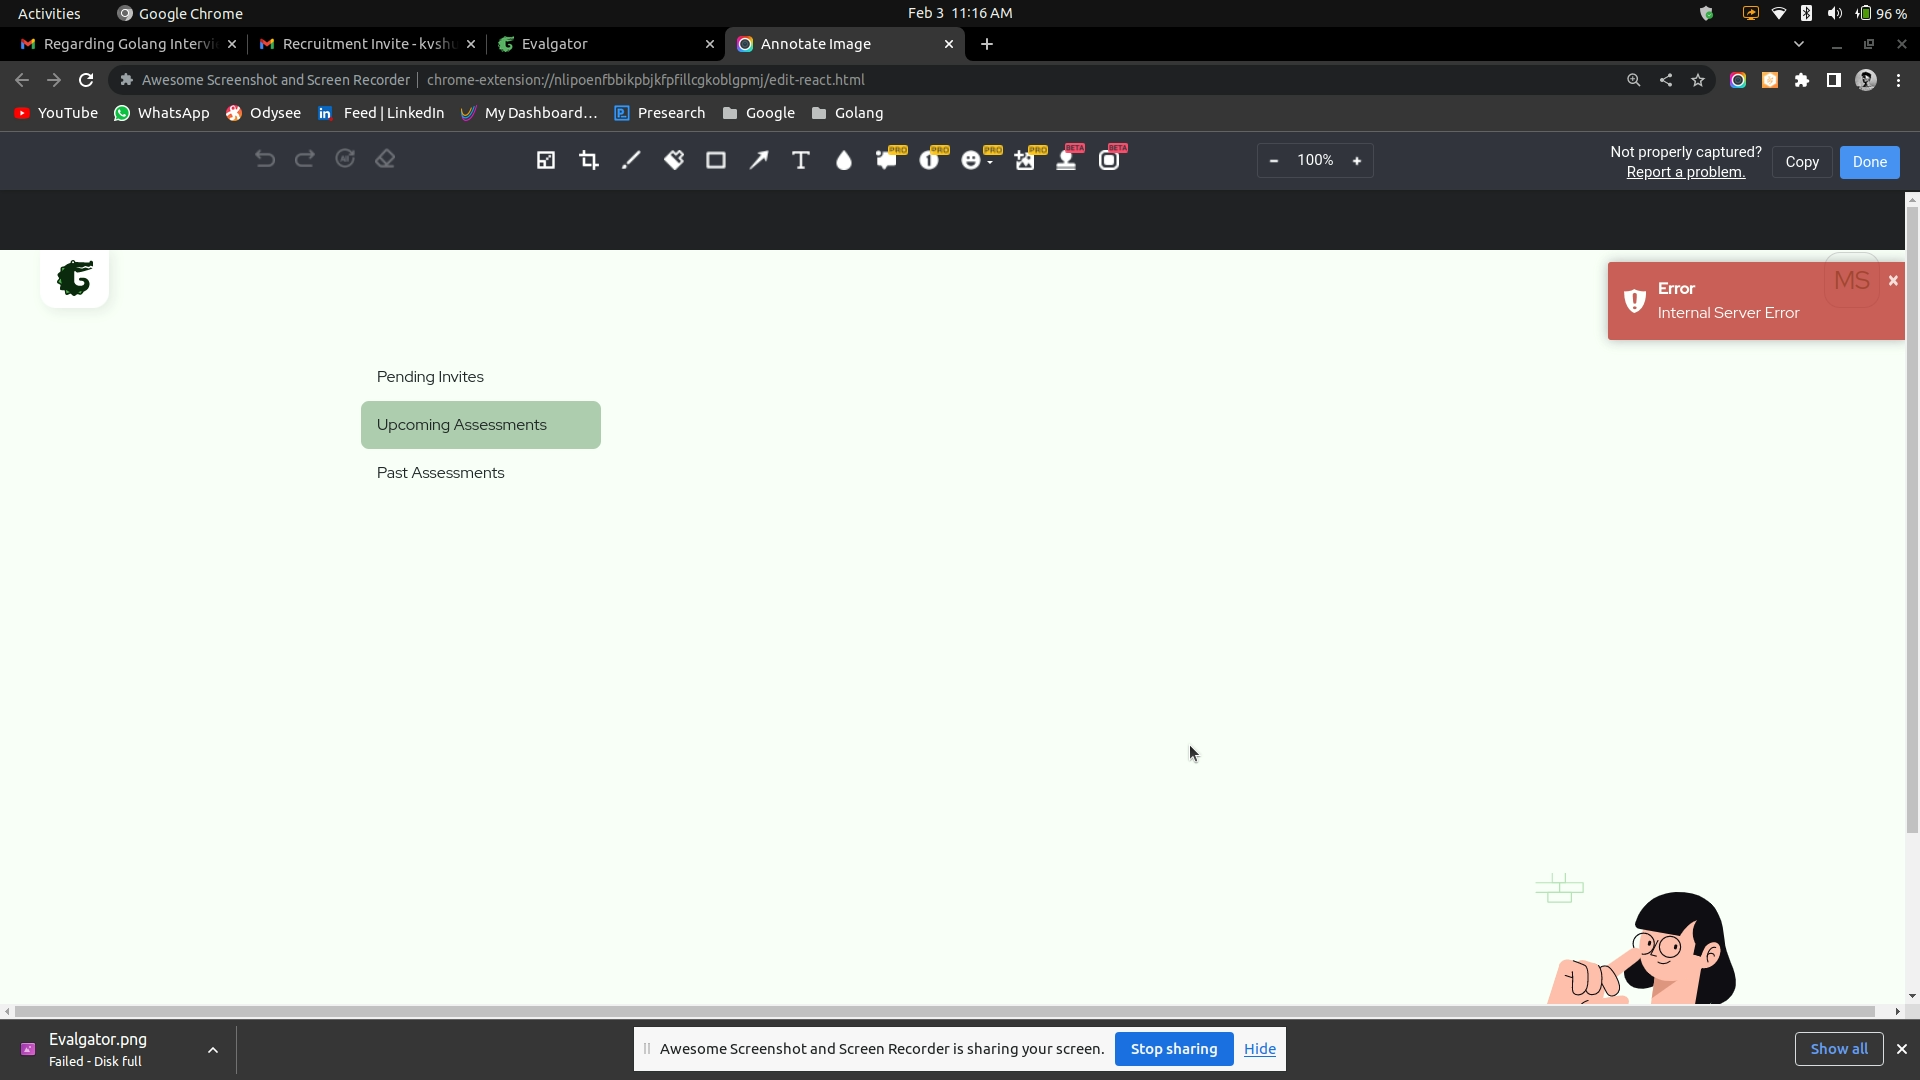 Activities
Google Chrome
Feb 3 11:16 AM
96 %
Regarding Golang Intervi
Recruitment Invite - kvshu
Evalgator
Annotate Image
Awesome Screenshot and Screen Recorder
chrome-extension://nlipoenfbbikpbjkfpfillcgkoblgpmj/edit-react.html
YouTube
WhatsApp
Odysee
Feed | LinkedIn
My Dashboard...
Presearch
Google
Golang
PRO
PRO
PRO
PRO
BETA
BETA
100%
Not properly captured?
Report a problem.
Copy
Done
MS
Error
Internal Server Error
Pending Invites
Upcoming Assessments
Past Assessments
Evalgator.png
Failed - Disk full
Awesome Screenshot and Screen Recorder is sharing your screen.
Stop sharing
Hide
Show all